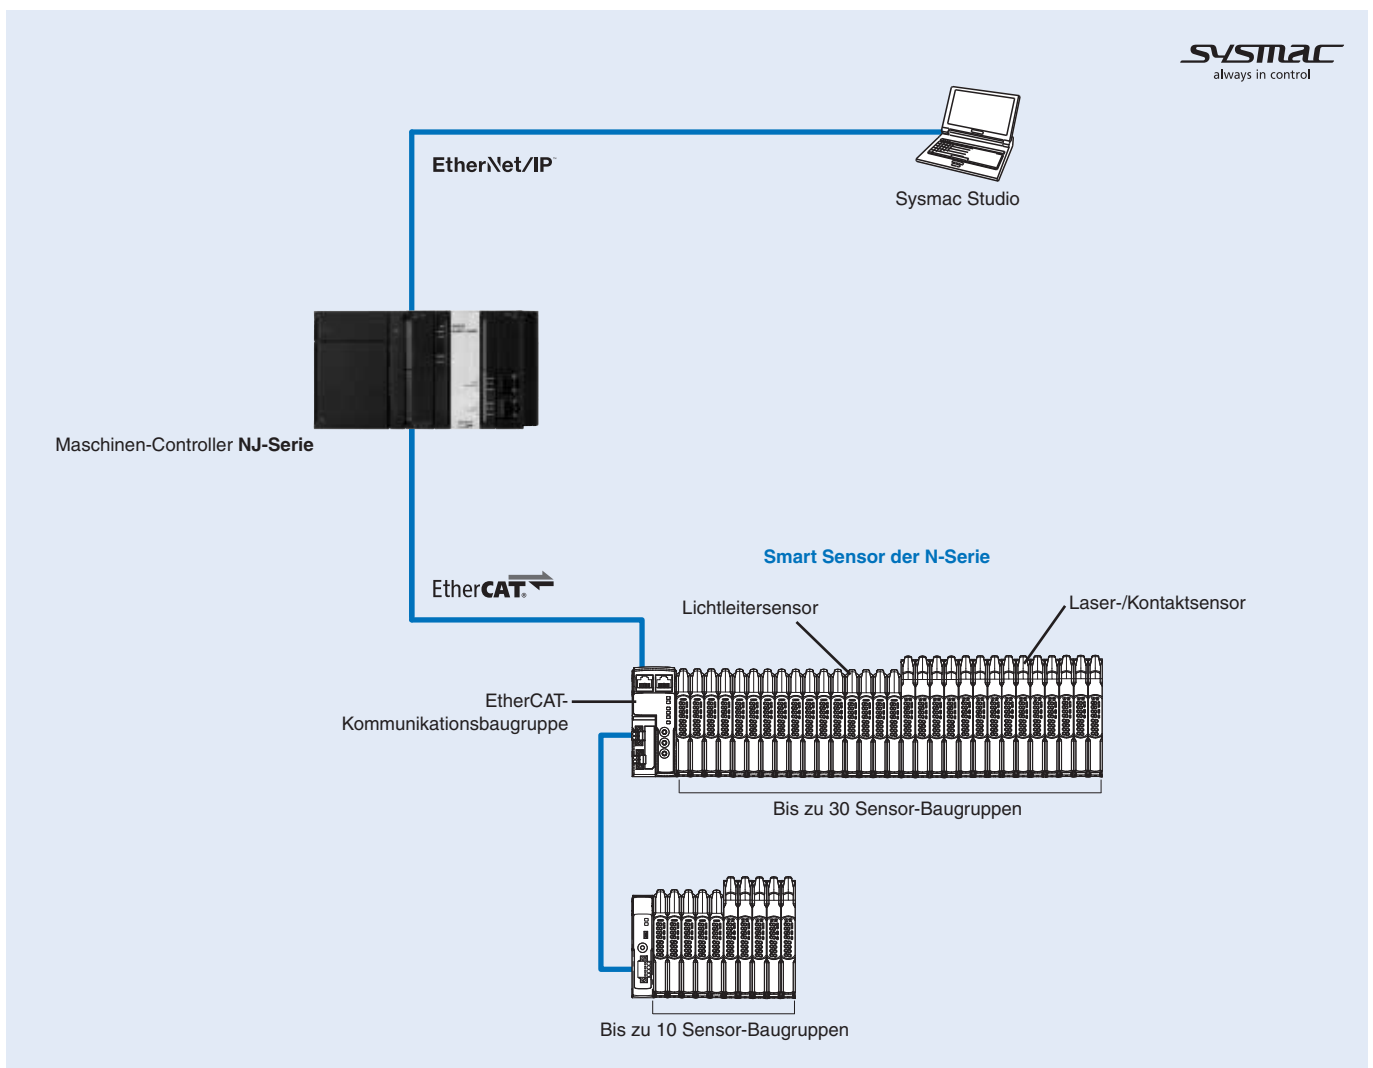 sysmac
always in control
EtherNet/IP™
Sysmac Studio
Maschinen-Controller NJ-Serie
Smart Sensor der N-Serie
EtherCAT®
Lichtleitersensor
Laser-/Kontaktsensor
EtherCAT-
Kommunikationsbaugruppe
Bis zu 30 Sensor-Baugruppen
Bis zu 10 Sensor-Baugruppen